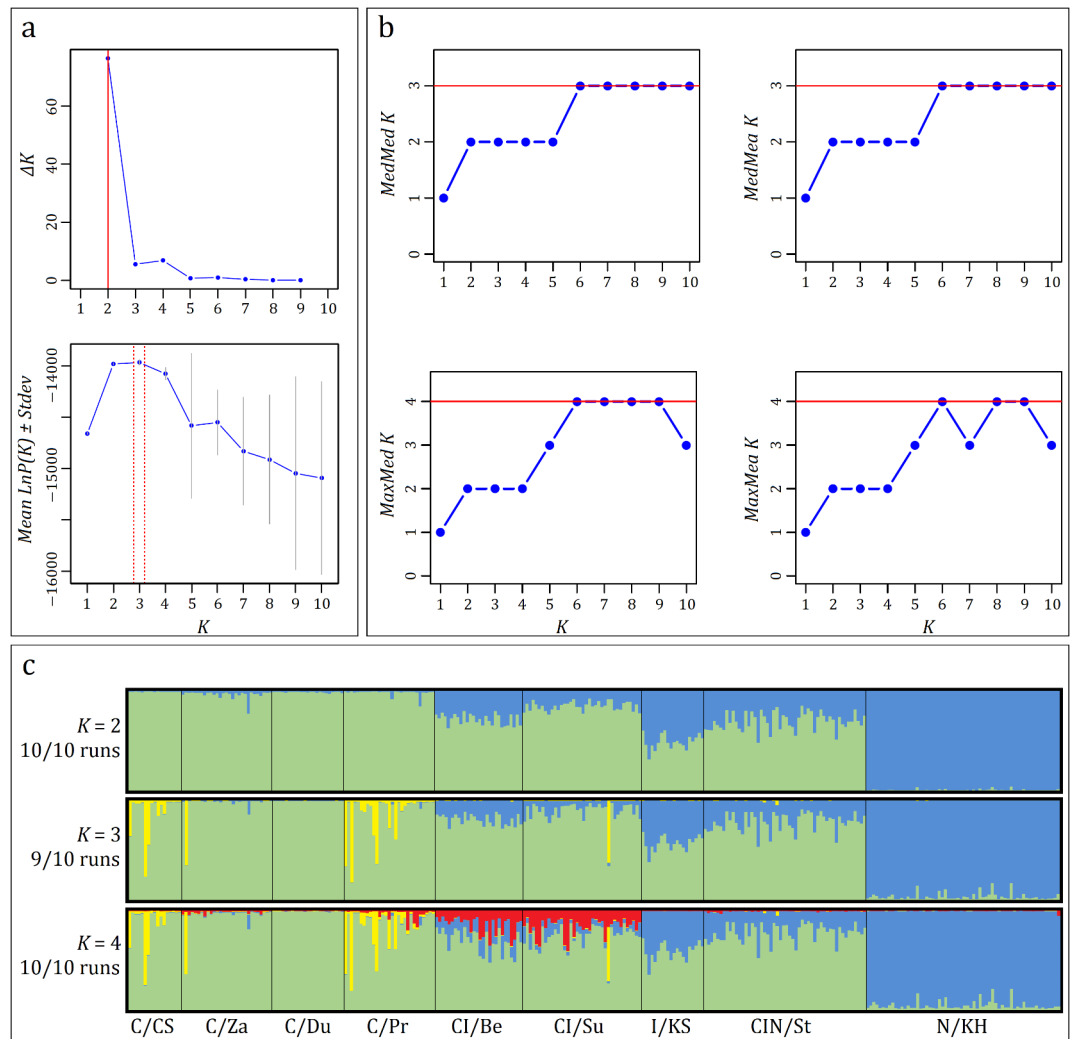 a
ΔK
0 20 40 60
1 2 3 4 5 6 7 8 9 10
Mean LnP(K) ± Stdev
−16000 −15000 −14000
1 2 3 4 5 6 7 8 9 10
K
b
MedMed K
0 1 2 3
1 2 3 4 5 6 7 8 9 10
MedMea K
0 1 2 3
1 2 3 4 5 6 7 8 9 10
MaxMed K
0 1 2 3 4
1 2 3 4 5 6 7 8 9 10
K
MaxMea K
0 1 2 3 4
1 2 3 4 5 6 7 8 9 10
K
c
K = 2
10/10 runs
K = 3
9/10 runs
K = 4
10/10 runs
C/CS C/Za C/Du C/Pr CI/Be CI/Su I/KS CIN/St N/KH